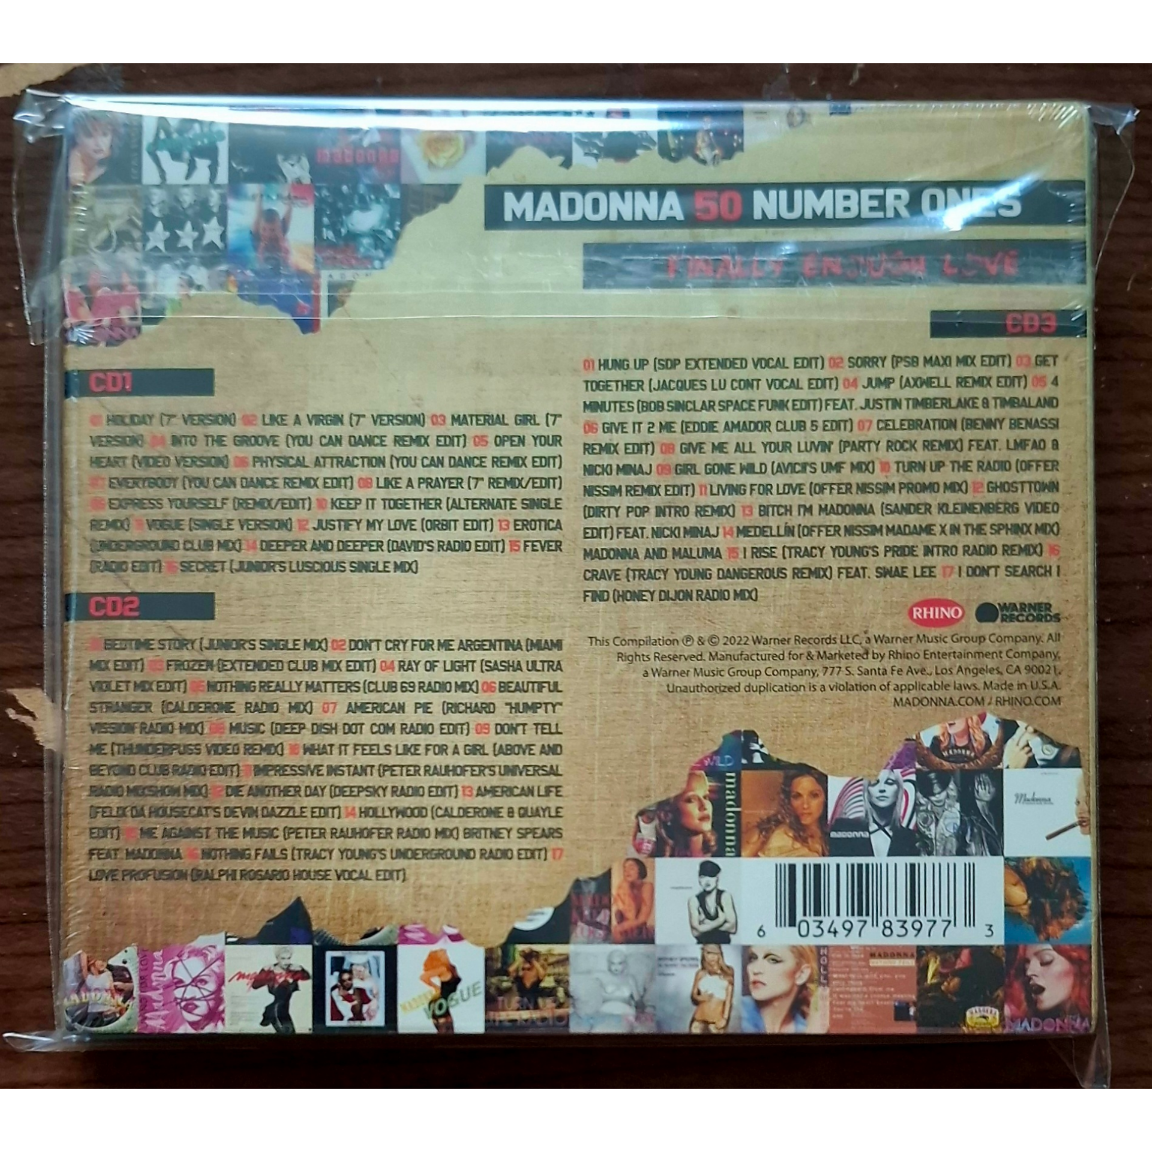 MADONNA 50 NUMBER ONES
FINALLY ENOUGH LOVE
CD1
01 HOLIDAY (7" VERSION) 02 LIKE A VIRGIN (7" VERSION) 03 MATERIAL GIRL (7"
VERSION) 04 INTO THE GROOVE (YOU CAN DANCE REMIX EDIT) 05 OPEN YOUR
HEART (VIDEO VERSION) 06 PHYSICAL ATTRACTION (YOU CAN DANCE REMIX EDIT)
07 EVERYBODY (YOU CAN DANCE REMIX EDIT) 08 LIKE A PRAYER (7" REMIX/EDIT)
09 EXPRESS YOURSELF (REMIX/EDIT) 10 KEEP IT TOGETHER (ALTERNATE SINGLE
REMIX) 11 VOGUE (SINGLE VERSION) 12 JUSTIFY MY LOVE (ORBIT EDIT) 13 EROTICA
(UNDERGROUND CLUB MIX) 14 DEEPER AND DEEPER (DAVID'S RADIO EDIT) 15 FEVER
(RADIO EDIT) 16 SECRET (JUNIOR'S LUSCIOUS SINGLE MIX)
CD2
01 BEDTIME STORY (JUNIOR'S SINGLE MIX) 02 DON'T CRY FOR ME ARGENTINA (MIAMI
MIX EDIT) 03 FROZEN (EXTENDED CLUB MIX EDIT) 04 RAY OF LIGHT (SASHA ULTRA
VIOLET MIX EDIT) 05 NOTHING REALLY MATTERS (CLUB 69 RADIO MIX) 06 BEAUTIFUL
STRANGER (CALDERONE RADIO MIX) 07 AMERICAN PIE (RICHARD "HUMPTY"
VISSION RADIO MIX) 08 MUSIC (DEEP DISH DOT COM RADIO EDIT) 09 DON'T TELL
ME (THUNDERPUSS VIDEO REMIX) 10 WHAT IT FEELS LIKE FOR A GIRL (ABOVE AND
BEYOND CLUB RADIO EDIT) 11 IMPRESSIVE INSTANT (PETER RAUHOFER'S UNIVERSAL
RADIO MIXSHOW MIX) 12 DIE ANOTHER DAY (DEEPSKY RADIO EDIT) 13 AMERICAN LIFE
(FELIX DA HOUSECAT'S DEVIN DAZZLE EDIT) 14 HOLLYWOOD (CALDERONE & QUAYLE
EDIT) 15 ME AGAINST THE MUSIC (PETER RAUHOFER RADIO MIX) BRITNEY SPEARS
FEAT. MADONNA 16 NOTHING FAILS (TRACY YOUNG'S UNDERGROUND RADIO EDIT) 17
LOVE PROFUSION (RALPHI ROSARIO HOUSE VOCAL EDIT)
CD3
01 HUNG UP (SDP EXTENDED VOCAL EDIT) 02 SORRY (PSB MAXI MIX EDIT) 03 GET
TOGETHER (JACQUES LU CONT VOCAL EDIT) 04 JUMP (AXWELL REMIX EDIT) 05 4
MINUTES (BOB SINCLAR SPACE FUNK EDIT) FEAT. JUSTIN TIMBERLAKE & TIMBALAND
06 GIVE IT 2 ME (EDDIE AMADOR CLUB 5 EDIT) 07 CELEBRATION (BENNY BENASSI
REMIX EDIT) 08 GIVE ME ALL YOUR LUVIN' (PARTY ROCK REMIX) FEAT. LMFAO &
NICKI MINAJ 09 GIRL GONE WILD (AVICII'S UMF MIX) 10 TURN UP THE RADIO (OFFER
NISSIM REMIX EDIT) 11 LIVING FOR LOVE (OFFER NISSIM PROMO MIX) 12 GHOSTTOWN
(DIRTY POP INTRO REMIX) 13 BITCH I'M MADONNA (SANDER KLEINENBERG VIDEO
EDIT) FEAT. NICKI MINAJ 14 MEDELLÍN (OFFER NISSIM MADAME X IN THE SPHINX MIX)
MADONNA AND MALUMA 15 I RISE (TRACY YOUNG'S PRIDE INTRO RADIO REMIX) 16
CRAVE (TRACY YOUNG DANGEROUS REMIX) FEAT. SWAE LEE 17 I DON'T SEARCH I
FIND (HONEY DIJON RADIO MIX)
RHINO
WARNER
RECORDS
This Compilation ℗ & © 2022 Warner Records LLC, a Warner Music Group Company. All
Rights Reserved. Manufactured for & Marketed by Rhino Entertainment Company,
a Warner Music Group Company, 777 S. Santa Fe Ave., Los Angeles, CA 90021.
Unauthorized duplication is a violation of applicable laws. Made in U.S.A.
MADONNA.COM / RHINO.COM
madonna
MADONNA
Madonna
6 03497 83977 3
VOGUE
MADONNA
MADONNA